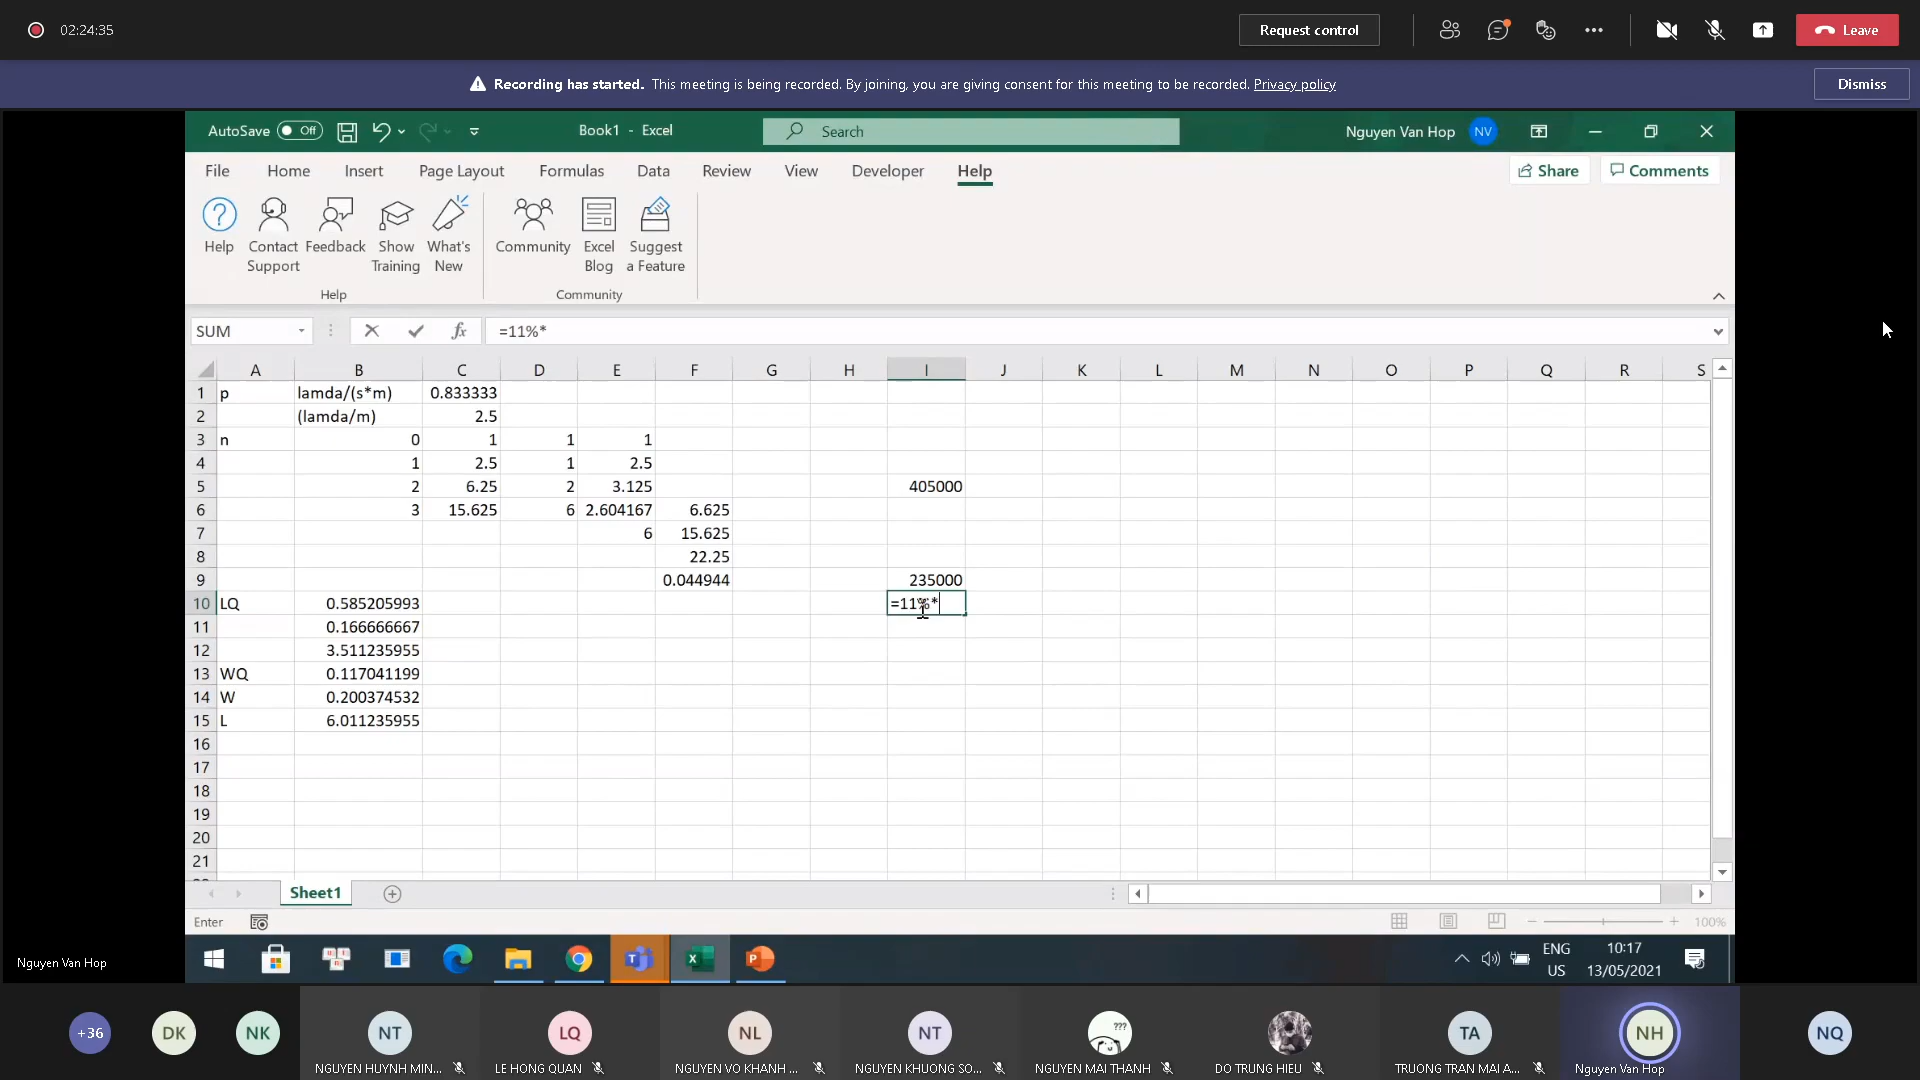 02:24:35
Request control
Leave
Recording has started. This meeting is being recorded. By joining, you are giving consent for this meeting to be recorded. Privacy policy
Dismiss
AutoSave Off
Book1 - Excel
Search
Nguyen Van Hop NV
File Home Insert Page Layout Formulas Data Review View Developer Help
Share Comments
Help Contact Support Feedback Show Training What's New
Community Excel Blog Suggest a Feature
Help
Community
SUM fx =11%*
A B C D E F G H I J K L M N O P Q R S
1 p lamda/(s*m) 0.833333
2 (lamda/m) 2.5
3 n 0 1 1 1
4 1 2.5 1 2.5
5 2 6.25 2 3.125 405000
6 3 15.625 6 2.604167 6.625
7 6 15.625
8 22.25
9 0.044944 235000
10 LQ 0.585205993 =11%*
11 0.166666667
12 3.511235955
13 WQ 0.117041199
14 W 0.200374532
15 L 6.011235955
16
17
18
19
20
21
Sheet1
Enter
100%
Nguyen Van Hop
ENG
US
10:17
13/05/2021
+36 DK NK NT LQ NL NT ??? TA NH NQ
NGUYEN HUYNH MIN... LE HONG QUAN NGUYEN VO KHANH ... NGUYEN KHUONG SO... NGUYEN MAI THANH DO TRUNG HIEU TRUONG TRAN MAI A... Nguyen Van Hop